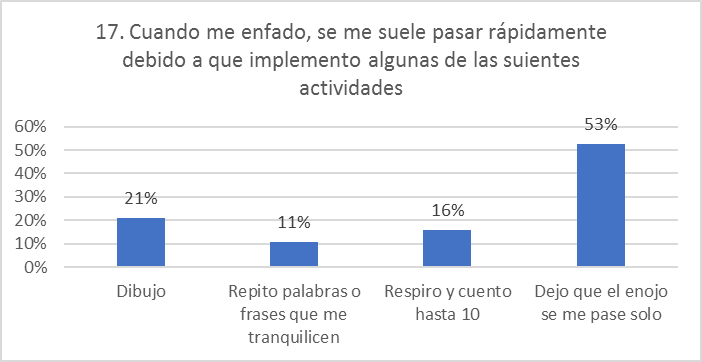 17. Cuando me enfado, se me suele pasar rápidamente
debido a que implemento algunas de las suientes
actividades
60%
50%
40%
30%
20%
10%
0%
21%
11%
16%
53%
Dibujo
Repito palabras o
frases que me
tranquilicen
Respiro y cuento
hasta 10
Dejo que el enojo
se me pase solo